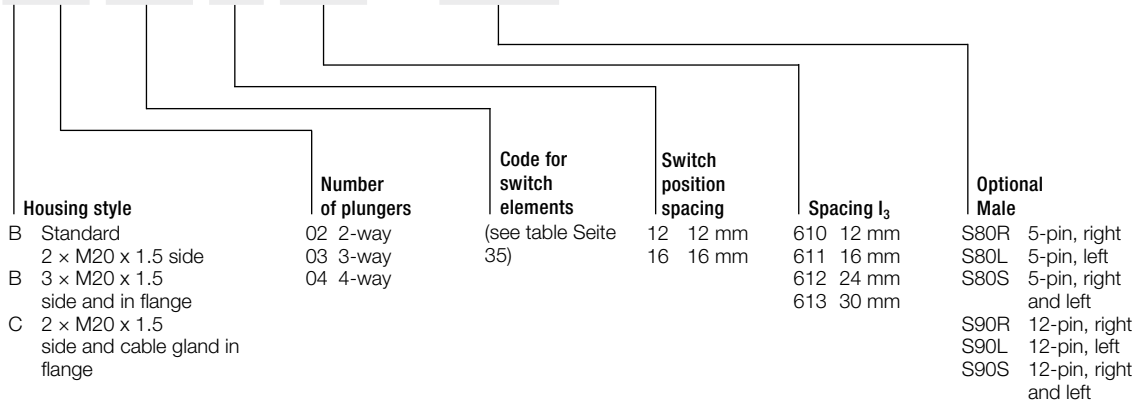 Housing style
B Standard
2 × M20 x 1.5 side
B 3 × M20 x 1.5
side and in flange
C 2 × M20 x 1.5
side and cable gland in
flange
Number
of plungers
02 2-way
03 3-way
04 4-way
Code for
switch
elements
(see table Seite
35)
Switch
position
spacing
12 12 mm
16 16 mm
Spacing I₃
610 12 mm
611 16 mm
612 24 mm
613 30 mm
Optional
Male
S80R 5-pin, right
S80L 5-pin, left
S80S 5-pin, right
and left
S90R 12-pin, right
S90L 12-pin, left
S90S 12-pin, right
and left